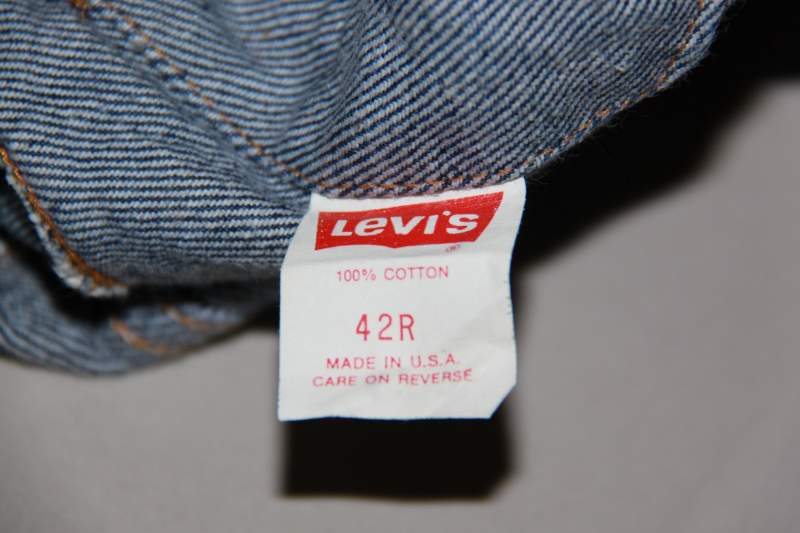 LEVI'S
®
100% COTTON
42R
MADE IN U.S.A.
CARE ON REVERSE